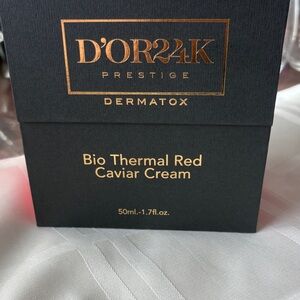 D'OR24K
PRESTIGE
DERMATOX
Bio Thermal Red
Caviar Cream
50ml.-1.7fl.oz.